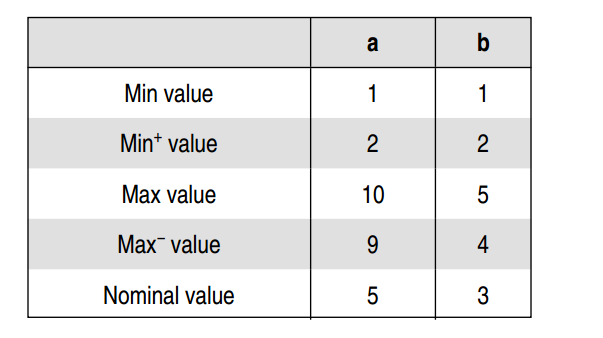 a b
Min value 1 1
Min⁺ value 2 2
Max value 10 5
Max⁻ value 9 4
Nominal value 5 3